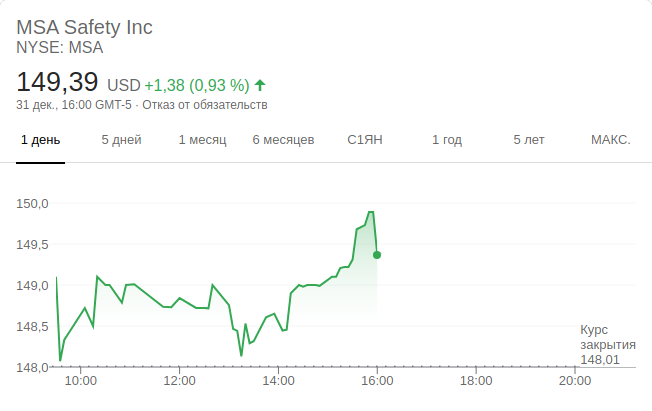 MSA Safety Inc
NYSE: MSA
149,39 USD +1,38 (0,93 %)
31 дек., 16:00 GMT-5 · Отказ от обязательств
1 день 5 дней 1 месяц 6 месяцев С1ЯН 1 год 5 лет МАКС.
150,0
149,5
149,0
148,5
Курс
закрытия
148,01
148,0
10:00 12:00 14:00 16:00 18:00 20:00